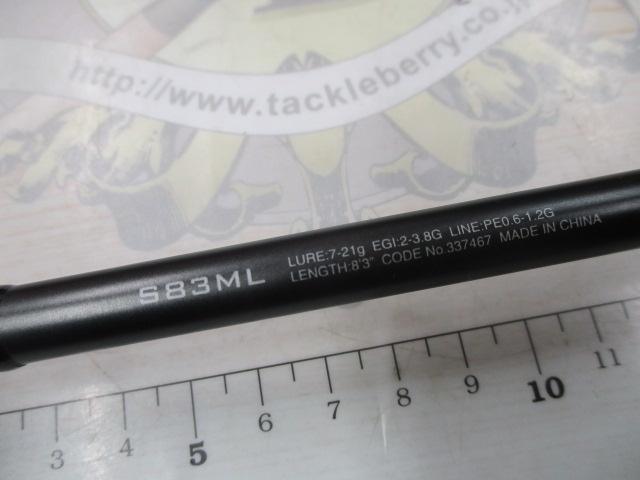 http://www.tackleberry.co.jp
S83ML
LURE:7-21g EGI:2-3.8G LINE:PE0.6-1.2G
LENGTH:8'3" CODE No.337467 MADE IN CHINA
3 4 5 6 7 8 9 10 11